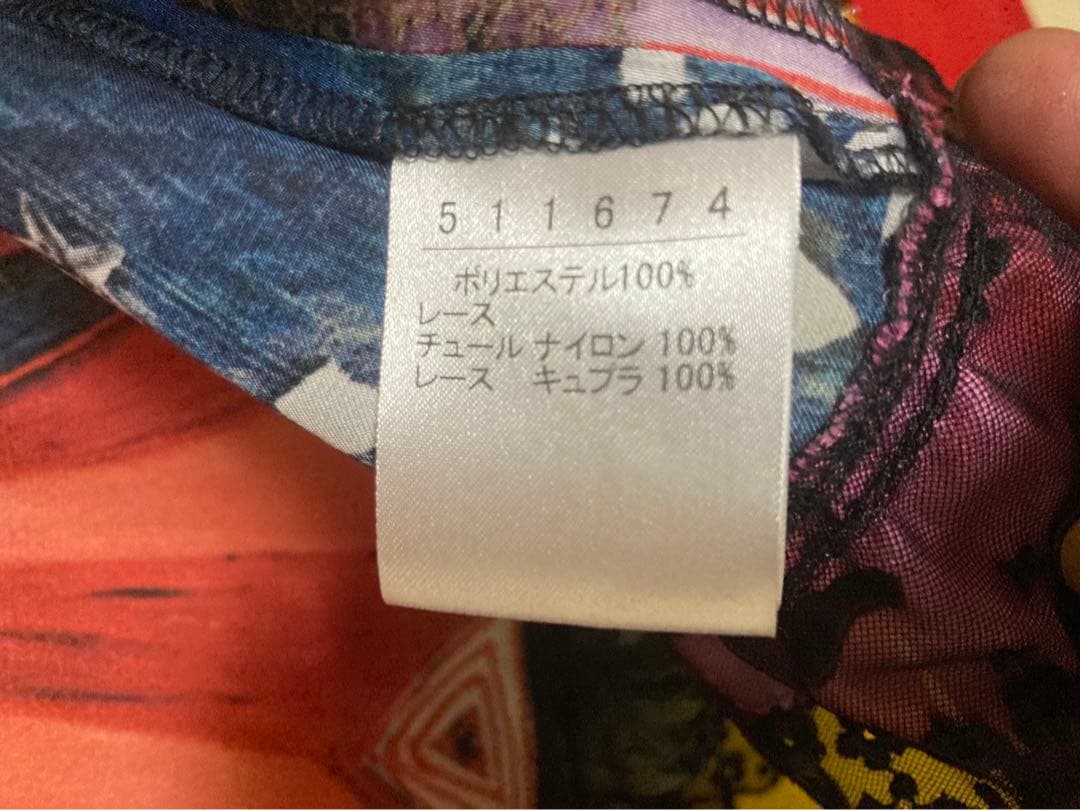 5 1 1 6 7 4
ポリエステル100%
レース
チュール ナイロン 100%
レース キュプラ 100%